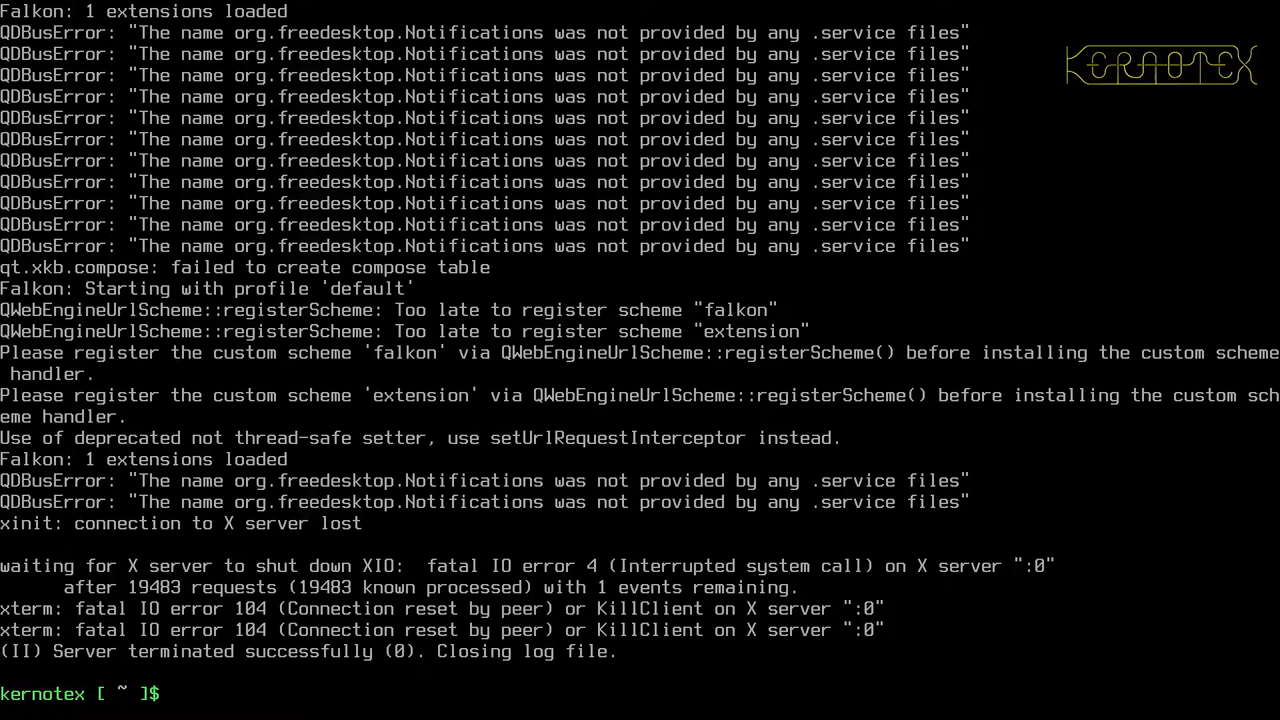 Falkon: 1 extensions loaded
QDBusError: "The name org.freedesktop.Notifications was not provided by any .service files"
QDBusError: "The name org.freedesktop.Notifications was not provided by any .service files"
QDBusError: "The name org.freedesktop.Notifications was not provided by any .service files"
QDBusError: "The name org.freedesktop.Notifications was not provided by any .service files"
QDBusError: "The name org.freedesktop.Notifications was not provided by any .service files"
QDBusError: "The name org.freedesktop.Notifications was not provided by any .service files"
QDBusError: "The name org.freedesktop.Notifications was not provided by any .service files"
QDBusError: "The name org.freedesktop.Notifications was not provided by any .service files"
QDBusError: "The name org.freedesktop.Notifications was not provided by any .service files"
QDBusError: "The name org.freedesktop.Notifications was not provided by any .service files"
QDBusError: "The name org.freedesktop.Notifications was not provided by any .service files"
KERNOTEX
qt.xkb.compose: failed to create compose table
Falkon: Starting with profile 'default'
QWebEngineUrlScheme::registerScheme: Too late to register scheme "falkon"
QWebEngineUrlScheme::registerScheme: Too late to register scheme "extension"
Please register the custom scheme 'falkon' via QWebEngineUrlScheme::registerScheme() before installing the custom scheme
 handler.
Please register the custom scheme 'extension' via QWebEngineUrlScheme::registerScheme() before installing the custom sch
eme handler.
Use of deprecated not thread-safe setter, use setUrlRequestInterceptor instead.
Falkon: 1 extensions loaded
QDBusError: "The name org.freedesktop.Notifications was not provided by any .service files"
QDBusError: "The name org.freedesktop.Notifications was not provided by any .service files"
xinit: connection to X server lost
waiting for X server to shut down XIO:  fatal IO error 4 (Interrupted system call) on X server ":0"
      after 19483 requests (19483 known processed) with 1 events remaining.
xterm: fatal IO error 104 (Connection reset by peer) or KillClient on X server ":0"
xterm: fatal IO error 104 (Connection reset by peer) or KillClient on X server ":0"
(II) Server terminated successfully (0). Closing log file.
kernotex [ ~ ]$